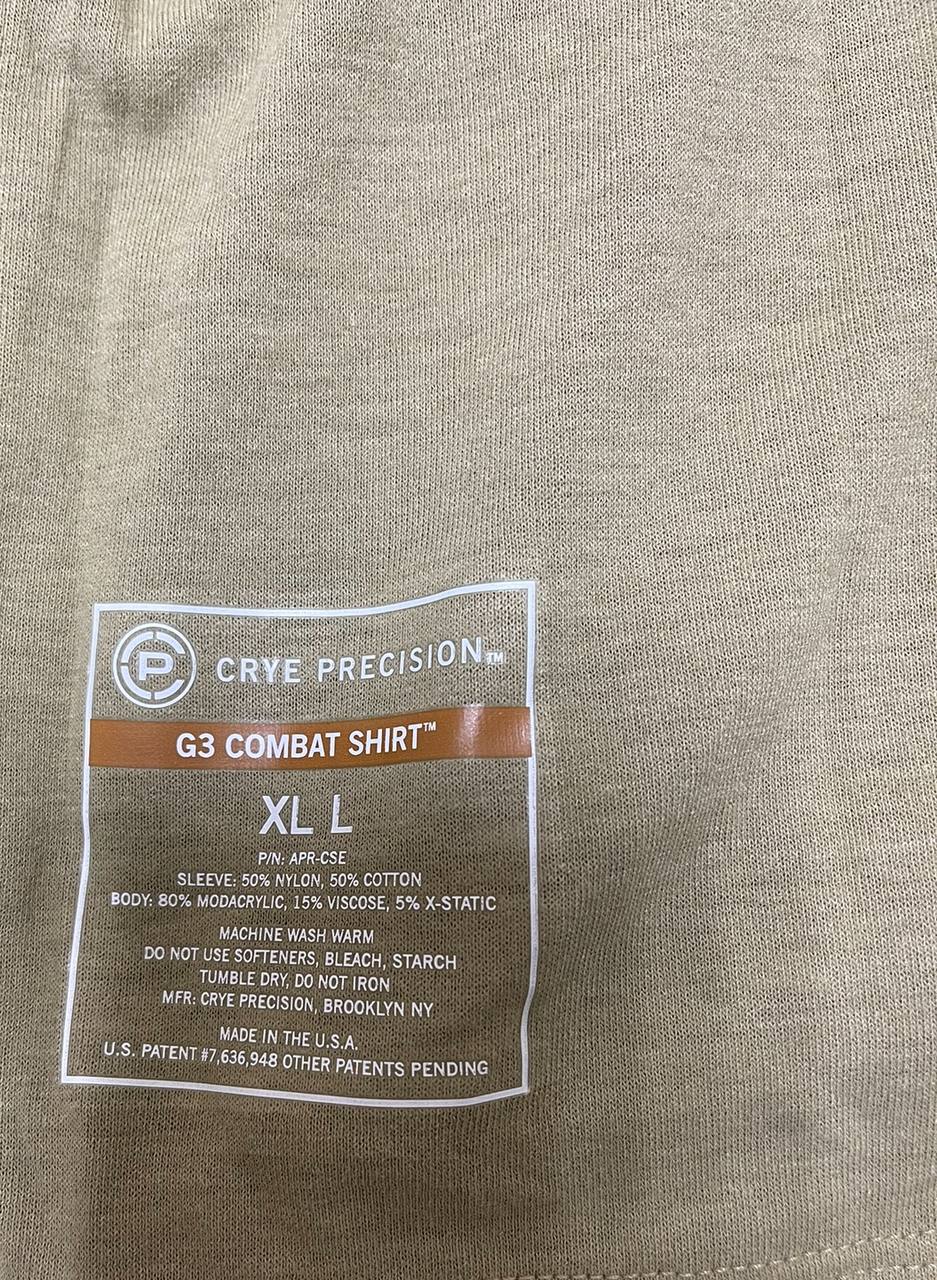 CP CRYE PRECISION™
G3 COMBAT SHIRT™
XL L
P/N: APR-CSE
SLEEVE: 50% NYLON, 50% COTTON
BODY: 80% MODACRYLIC, 15% VISCOSE, 5% X-STATIC
MACHINE WASH WARM
DO NOT USE SOFTENERS, BLEACH, STARCH
TUMBLE DRY, DO NOT IRON
MFR: CRYE PRECISION, BROOKLYN NY
MADE IN THE U.S.A.
U.S. PATENT #7,636,948 OTHER PATENTS PENDING